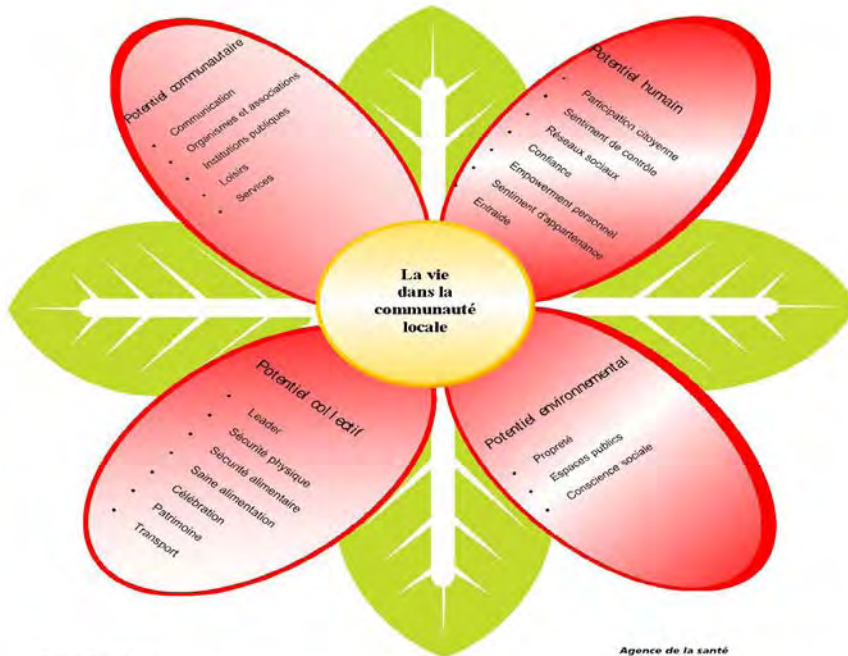 Potentiel communautaire
• Communication
• Organismes et associations
• Institutions publiques
• Loisirs
• Services
Potentiel humain
• Participation citoyenne
• Sentiment de contrôle
• Réseaux sociaux
• Confiance
• Empowerment personnel
• Sentiment d'appartenance
• Entraide
La vie
dans la
communauté
locale
Potentiel collectif
• Leader
• Sécurité physique
• Sécurité alimentaire
• Saine alimentation
• Célébration
• Patrimoine
• Transport
Potentiel environnemental
• Propreté
• Espaces publics
• Conscience sociale
Agence de la santé